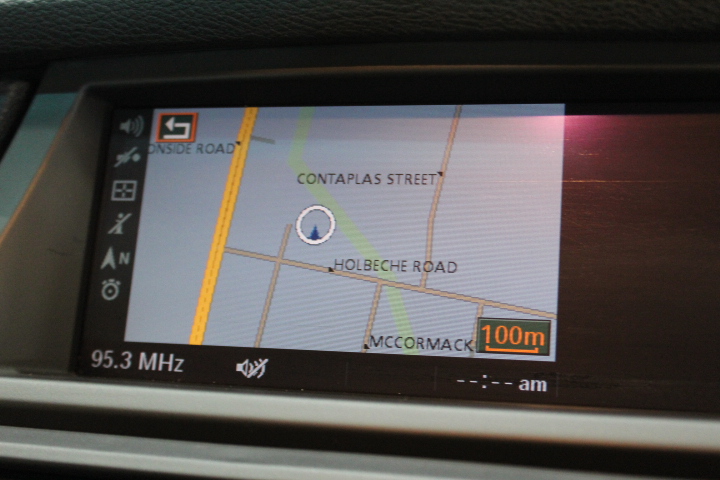 ONSIDE ROAD
CONTAPLAS STREET
N
HOLBECHE ROAD
MCCORMACK
100m
95.3 MHz
--:-- am